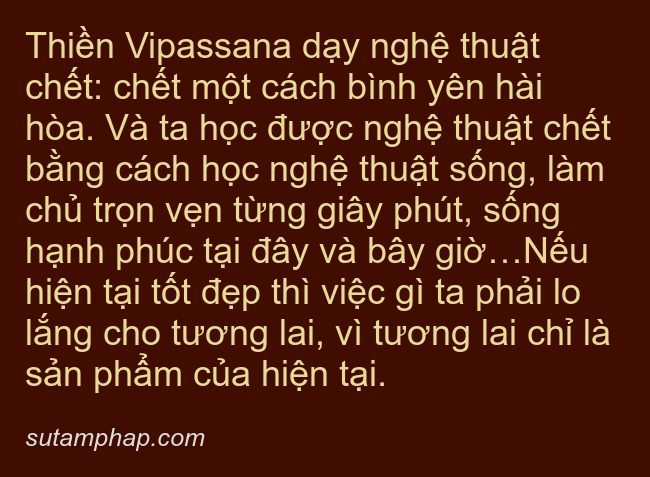 Thiền Vipassana dạy nghệ thuật
chết: chết một cách bình yên hài
hòa. Và ta học được nghệ thuật chết
bằng cách học nghệ thuật sống, làm
chủ trọn vẹn từng giây phút, sống
hạnh phúc tại đây và bây giờ…Nếu
hiện tại tốt đẹp thì việc gì ta phải lo
lắng cho tương lai, vì tương lai chỉ là
sản phẩm của hiện tại.
sutamphap.com